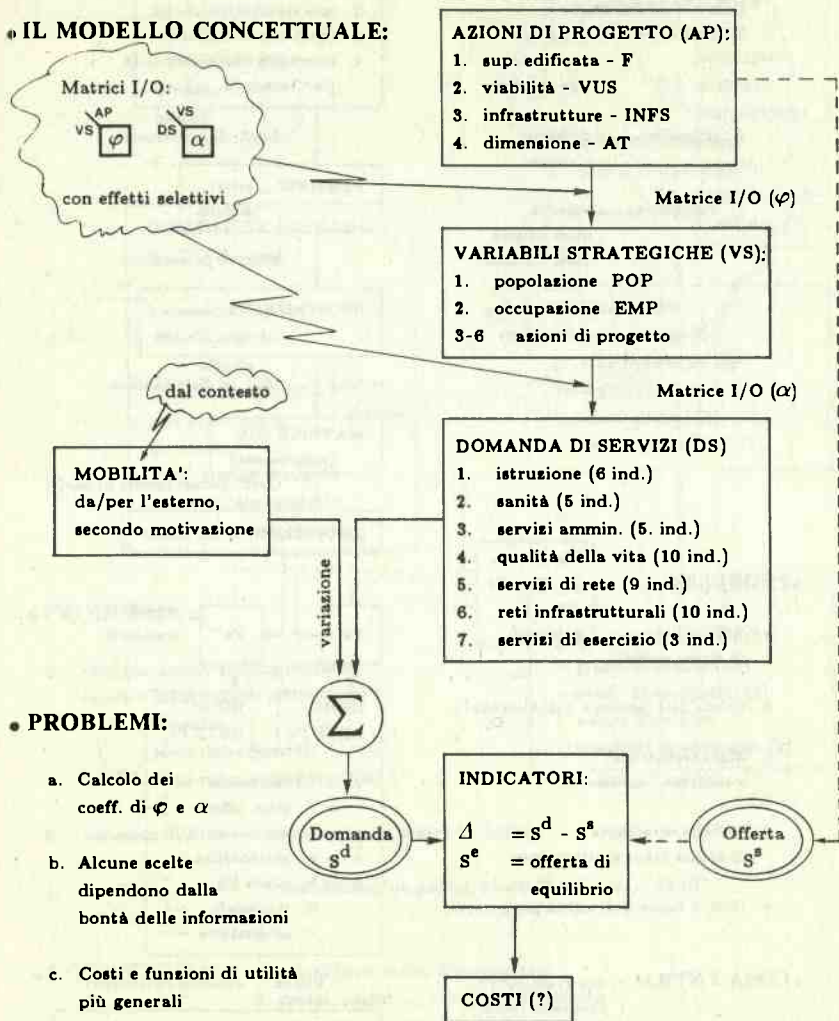 • IL MODELLO CONCETTUALE:
Matrici I/O:
AP
VS φ
VS
DS α
con effetti selettivi
AZIONI DI PROGETTO (AP):
1. sup. edificata - F
2. viabilità - VUS
3. infrastrutture - INFS
4. dimensione - AT
Matrice I/O (φ)
VARIABILI STRATEGICHE (VS):
1. popolazione POP
2. occupazione EMP
3-6 azioni di progetto
Matrice I/O (α)
dal contesto
MOBILITA':
da/per l'esterno,
secondo motivazione
DOMANDA DI SERVIZI (DS)
1. istruzione (6 ind.)
2. sanità (5 ind.)
3. servizi ammin. (5. ind.)
4. qualità della vita (10 ind.)
5. servizi di rete (9 ind.)
6. reti infrastrutturali (10 ind.)
7. servizi di esercizio (3 ind.)
variazione
Σ
• PROBLEMI:
a. Calcolo dei
coeff. di φ e α
b. Alcune scelte
dipendono dalla
bontà delle informazioni
c. Costi e funzioni di utilità
più generali
Domanda
S^d
INDICATORI:
Δ = S^d - S^s
S^e = offerta di
equilibrio
Offerta
S^s
COSTI (?)